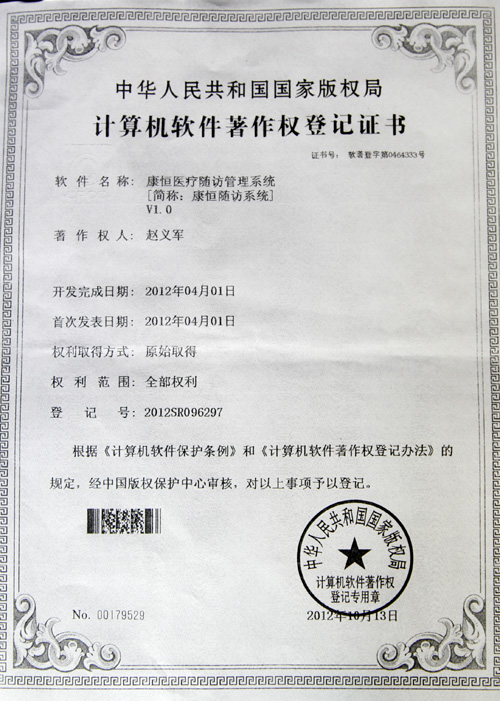 中华人民共和国国家版权局
计算机软件著作权登记证书
证书号: 软著登字第0464333号
软件名称: 康恒医疗随访管理系统
[简称: 康恒随访系统]
V1.0
著作权人: 赵义军
开发完成日期: 2012年04月01日
首次发表日期: 2012年04月01日
权利取得方式: 原始取得
权利范围: 全部权利
登记号: 2012SR096297
根据《计算机软件保护条例》和《计算机软件著作权登记办法》的
规定，经中国版权保护中心审核，对以上事项予以登记。
中华人民共和国国家版权局
计算机软件著作权
登记专用章
No. 00179529
2012年10月13日